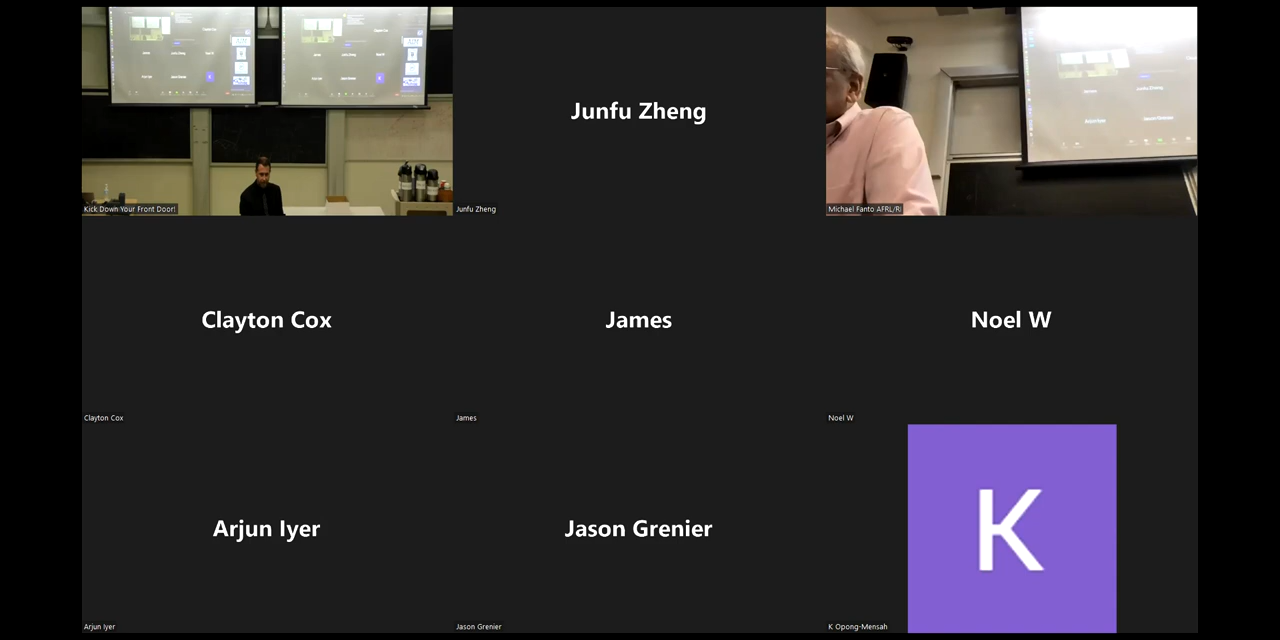 Kick Down Your Front Door!
Junfu Zheng
Junfu Zheng
Michael Fanto AFRL/RI
Clayton Cox
Clayton Cox
James
James
Noel W
Noel W
Arjun Iyer
Arjun Iyer
Jason Grenier
Jason Grenier
K
K Opong-Mensah